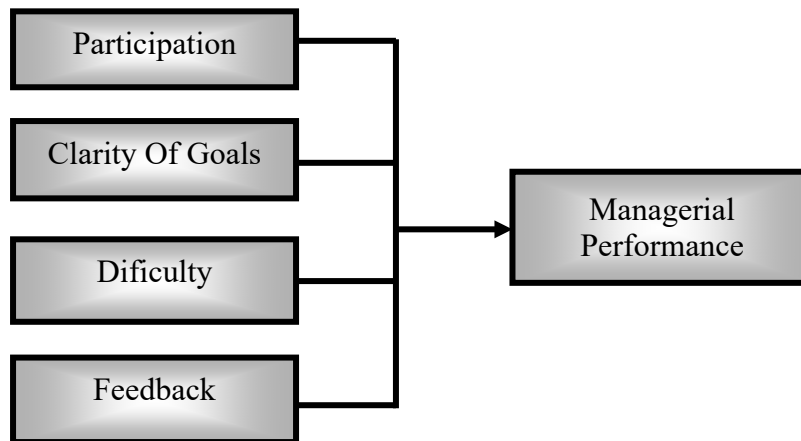 Participation
Clarity Of Goals
Dificulty
Feedback
Managerial
Performance